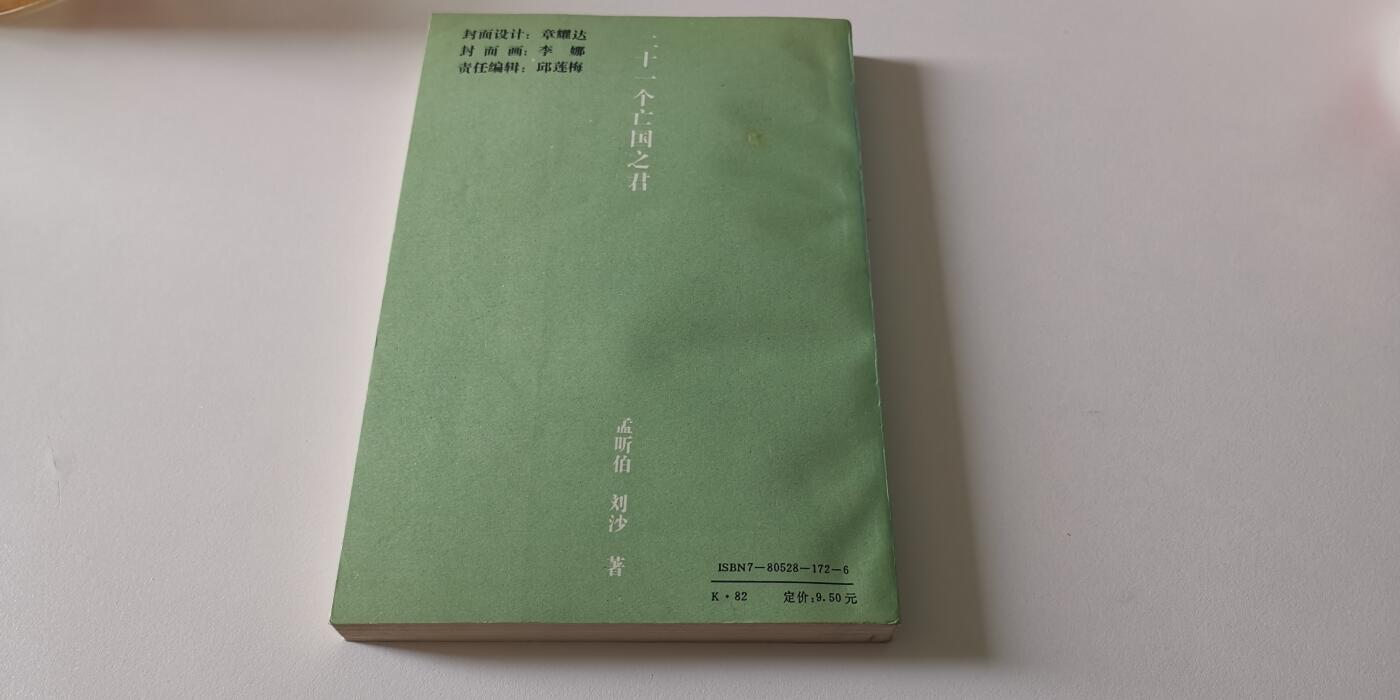 封面设计：章耀达
封面画：李娜
责任编辑：邱莲梅
二十一个亡国之君
孟昕伯 刘沙 著
ISBN7—80528—172—6
K·82 定价：9.50元